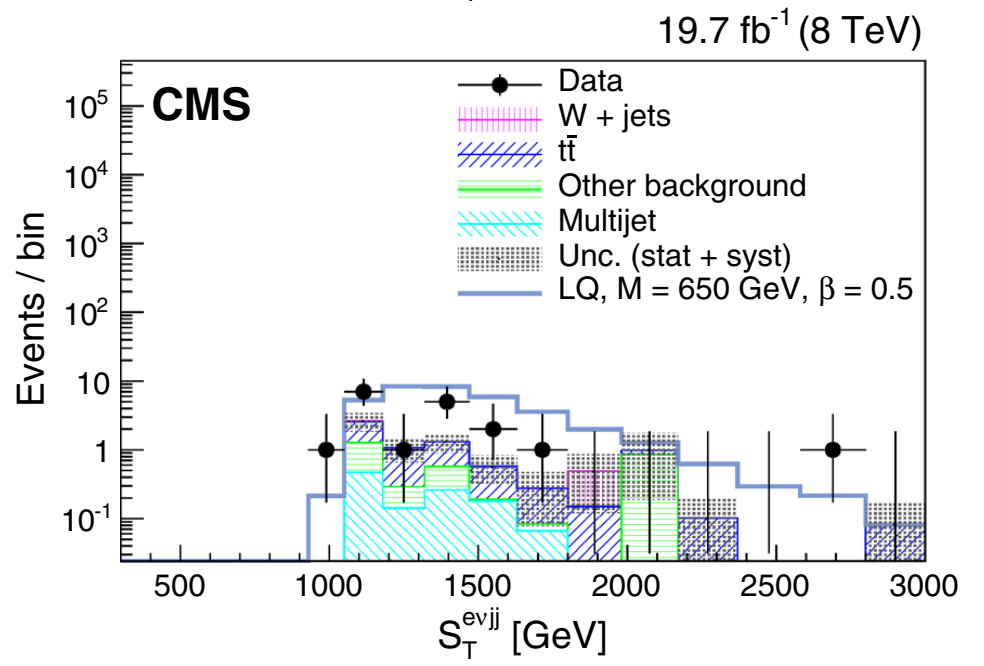 19.7 fb⁻¹ (8 TeV)
CMS
Data
W + jets
tt̄
Other background
Multijet
Unc. (stat + syst)
LQ, M = 650 GeV, β = 0.5
Events / bin
10⁵
10⁴
10³
10²
10
1
10⁻¹
500 1000 1500 2000 2500 3000
S_T^{eνjj} [GeV]